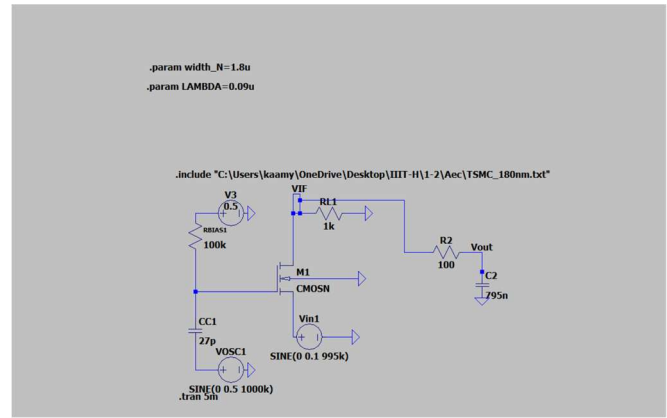 .param width_N=1.8u
.param LAMBDA=0.09u
.include "C:\Users\kaamy\OneDrive\Desktop\IIIT-H\1-2\Aec\TSMC_180nm.txt"
V3
0.5
VIF
RL1
1k
RBIAS1
100k
R2
100
Vout
C2
795n
M1
CMOSN
CC1
27p
Vin1
SINE(0 0.1 995k)
VOSC1
SINE(0 0.5 1000k)
.tran 5m